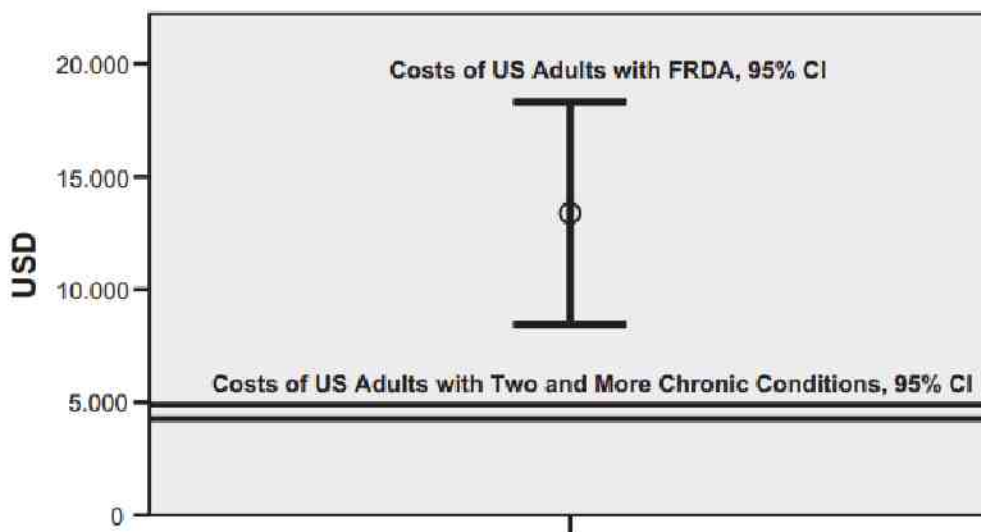 20.000
Costs of US Adults with FRDA, 95% CI
15.000
USD
10.000
Costs of US Adults with Two and More Chronic Conditions, 95% CI
5.000
0